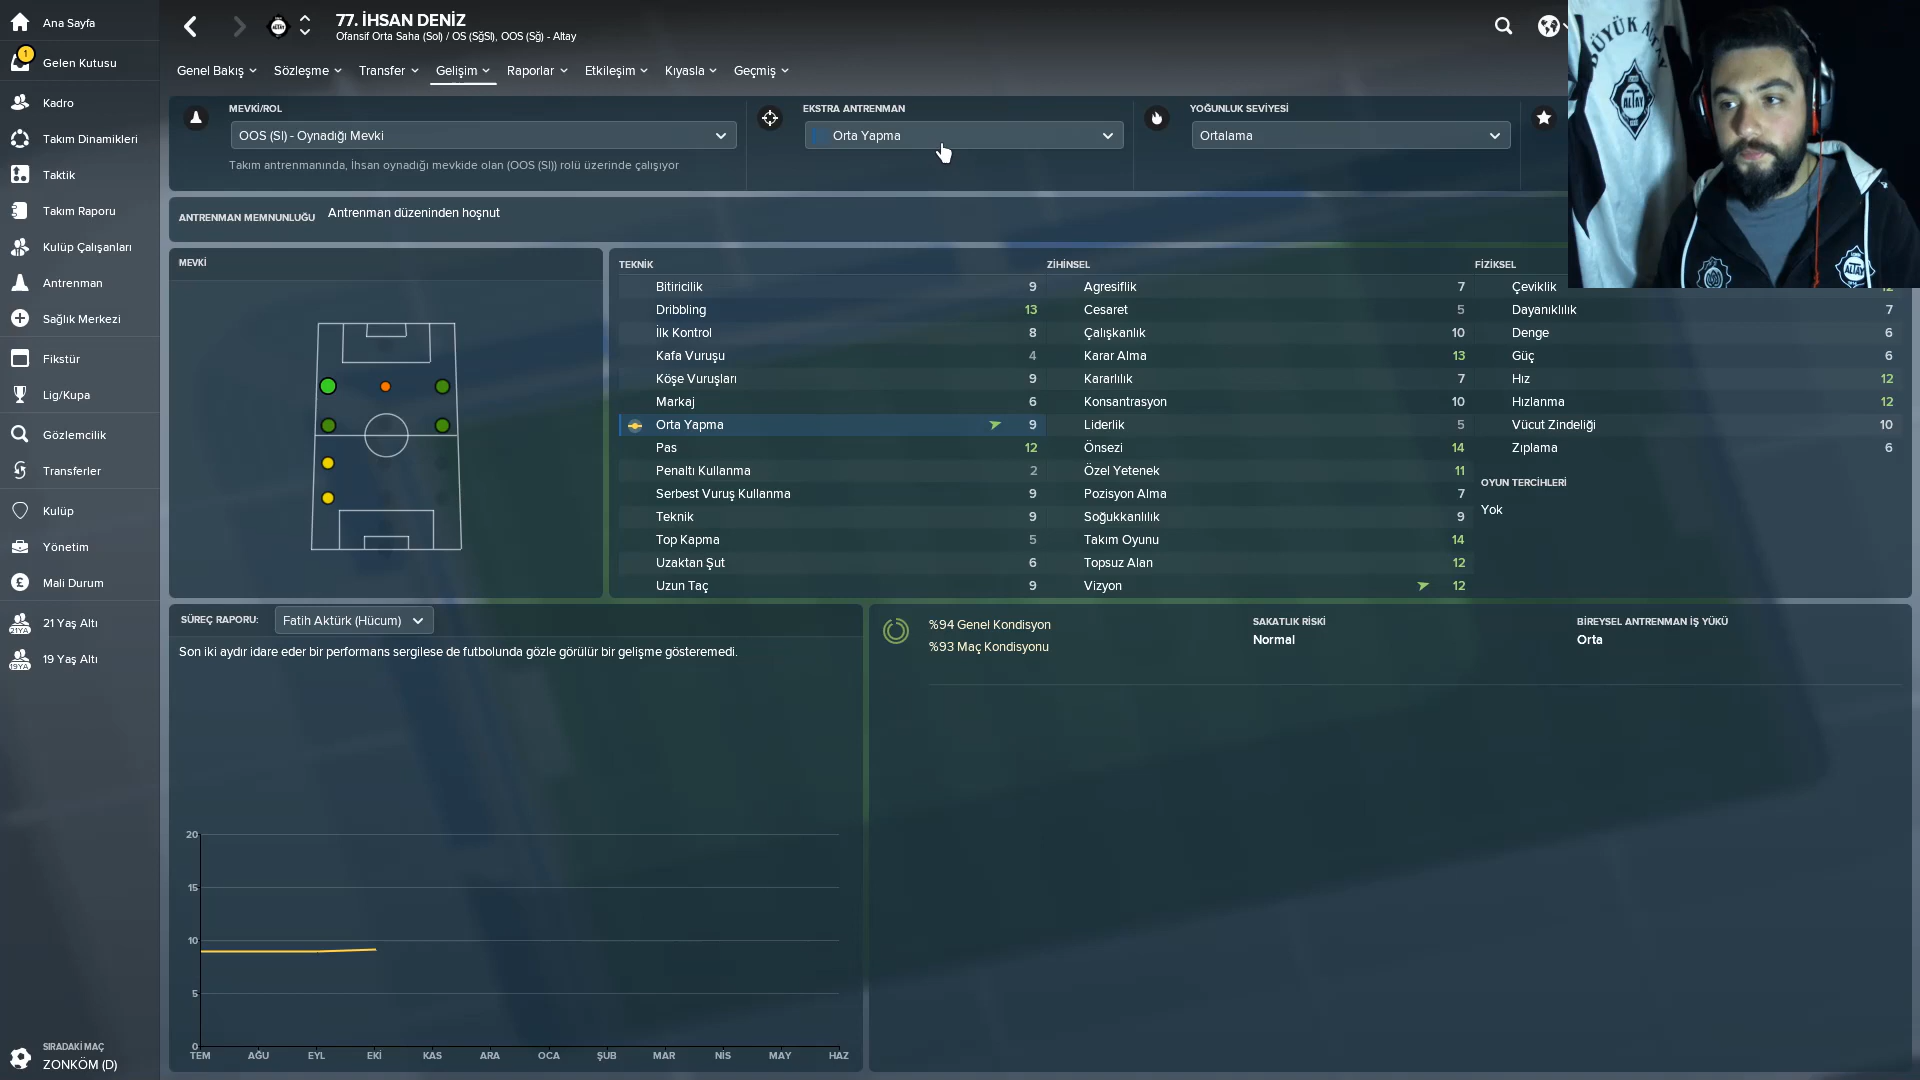 Ana Sayfa
1
Gelen Kutusu
Kadro
Takım Dinamikleri
Taktik
Takım Raporu
Kulüp Çalışanları
Antrenman
Sağlık Merkezi
Fikstür
Lig/Kupa
Gözlemcilik
Transferler
Kulüp
Yönetim
Mali Durum
21YA
21 Yaş Altı
19YA
19 Yaş Altı
SIRADAKİ MAÇ
ZONKÖM (D)
77. İHSAN DENİZ
Ofansif Orta Saha (Sol) / OS (SğSl), OOS (Sğ) - Altay
Genel Bakış
Sözleşme
Transfer
Gelişim
Raporlar
Etkileşim
Kıyasla
Geçmiş
MEVKİ/ROL
OOS (Sl) - Oynadığı Mevki
Takım antrenmanında, İhsan oynadığı mevkide olan (OOS (Sl)) rolü üzerinde çalışıyor
EKSTRA ANTRENMAN
Orta Yapma
YOĞUNLUK SEVİYESİ
Ortalama
BÜYÜK ALTAY
ALTAY
ALTAY
ANTRENMAN MEMNUNLUĞU
Antrenman düzeninden hoşnut
MEVKİ
TEKNİK
Bitiricilik 9
Dribbling 13
İlk Kontrol 8
Kafa Vuruşu 4
Köşe Vuruşları 9
Markaj 6
Orta Yapma 9
Pas 12
Penaltı Kullanma 2
Serbest Vuruş Kullanma 9
Teknik 9
Top Kapma 5
Uzaktan Şut 6
Uzun Taç 9
ZİHİNSEL
Agresiflik 7
Cesaret 5
Çalışkanlık 10
Karar Alma 13
Kararlılık 7
Konsantrasyon 10
Liderlik 5
Önsezi 14
Özel Yetenek 11
Pozisyon Alma 7
Soğukkanlılık 9
Takım Oyunu 14
Topsuz Alan 12
Vizyon 12
FİZİKSEL
Çeviklik 12
Dayanıklılık 7
Denge 6
Güç 6
Hız 12
Hızlanma 12
Vücut Zindeliği 10
Zıplama 6
OYUN TERCİHLERİ
Yok
SÜREÇ RAPORU:
Fatih Aktürk (Hücum)
Son iki aydır idare eder bir performans sergilese de futbolunda gözle görülür bir gelişme gösteremedi.
20
15
10
5
0
TEM AĞU EYL EKİ KAS ARA OCA ŞUB MAR NİS MAY HAZ
%94 Genel Kondisyon
%93 Maç Kondisyonu
SAKATLIK RİSKİ
Normal
BİREYSEL ANTRENMAN İŞ YÜKÜ
Orta